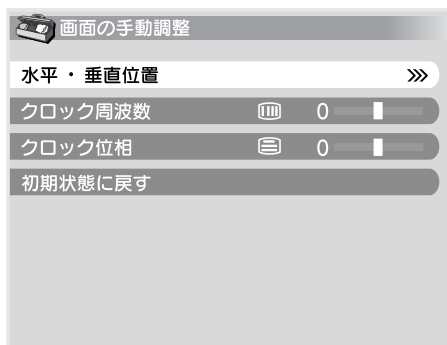 画面の手動調整
水平・垂直位置
クロック周波数 0
クロック位相 0
初期状態に戻す